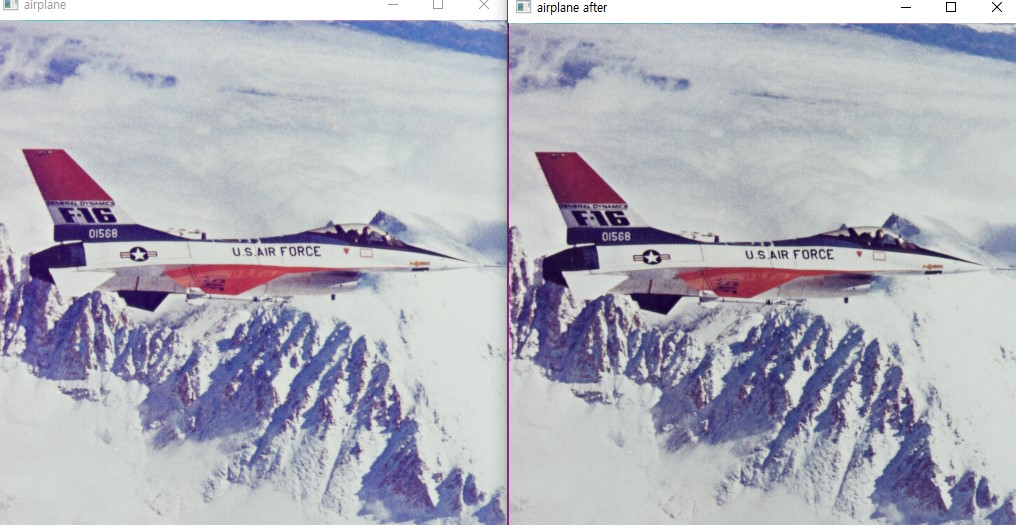 airplane
airplane after
GENERAL DYNAMICS
F-16
01568
U.S. AIR FORCE
GENERAL DYNAMICS
F-16
01568
U.S. AIR FORCE